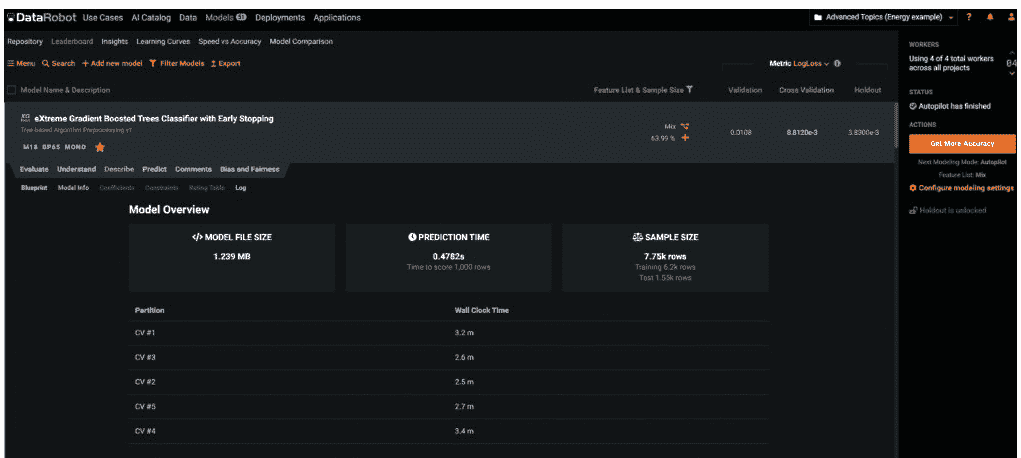 DataRobot Use Cases AI Catalog Data Models Deployments Applications
Advanced Topics (Energy example) ?
Repository Leaderboard Insights Learning Curves Speed vs Accuracy Model Comparison
Menu Search + Add new model Filter Models Export
Metric LogLoss
Model Name & Description Feature List & Sample Size Validation Cross Validation Holdout
eXtreme Gradient Boosted Trees Classifier with Early Stopping
Tree-based Algorithm Preprocessing v1
M18 BP65 MONO
Mix
63.99 % +
0.0108 8.8120e-3 3.8300e-3
Evaluate Understand Describe Predict Comments Bias and Fairness
Blueprint Model Info Coefficients Constraints Rating Table Log
Model Overview
</> MODEL FILE SIZE
1.239 MB
PREDICTION TIME
0.4782s
Time to score 1,000 rows
SAMPLE SIZE
7.75k rows
Training 6.2k rows
Test 1.55k rows
Partition Wall Clock Time
CV #1 3.2 m
CV #3 2.6 m
CV #2 2.5 m
CV #5 2.7 m
CV #4 3.4 m
WORKERS
Using 4 of 4 total workers
across all projects
STATUS
Autopilot has finished
ACTIONS
Get More Accuracy
Next Modeling Mode: Autopilot
Feature List: Mix
Configure modeling settings
Holdout is unlocked